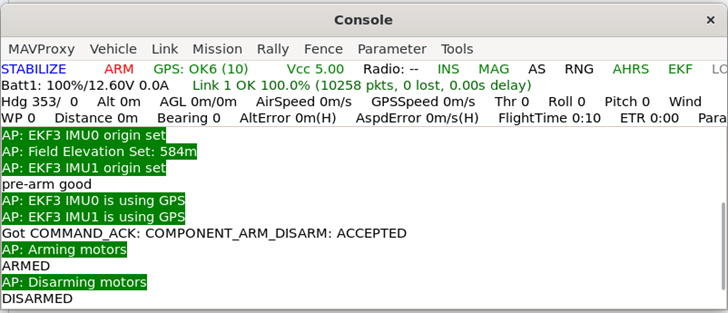 Console
×
MAVProxy Vehicle Link Mission Rally Fence Parameter Tools
STABILIZE ARM GPS: OK6 (10) Vcc 5.00 Radio: -- INS MAG AS RNG AHRS EKF LO
Batt1: 100%/12.60V 0.0A Link 1 OK 100.0% (10258 pkts, 0 lost, 0.00s delay)
Hdg 353/ 0 Alt 0m AGL 0m/0m AirSpeed 0m/s GPSSpeed 0m/s Thr 0 Roll 0 Pitch 0 Wind
WP 0 Distance 0m Bearing 0 AltError 0m(H) AspdError 0m/s(H) FlightTime 0:10 ETR 0:00 Para
AP: EKF3 IMU0 origin set
AP: Field Elevation Set: 584m
AP: EKF3 IMU1 origin set
pre-arm good
AP: EKF3 IMU0 is using GPS
AP: EKF3 IMU1 is using GPS
Got COMMAND_ACK: COMPONENT_ARM_DISARM: ACCEPTED
AP: Arming motors
ARMED
AP: Disarming motors
DISARMED